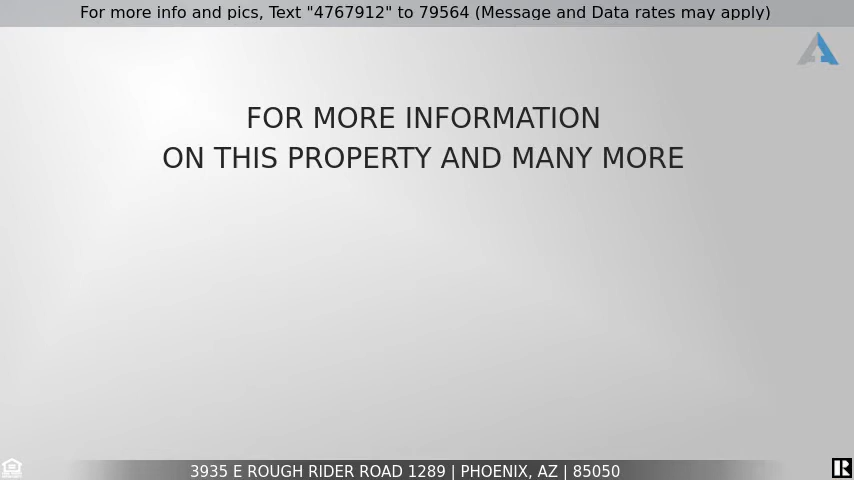 For more info and pics, Text "4767912" to 79564 (Message and Data rates may apply)
FOR MORE INFORMATION
ON THIS PROPERTY AND MANY MORE
3935 E ROUGH RIDER ROAD 1289 | PHOENIX, AZ | 85050